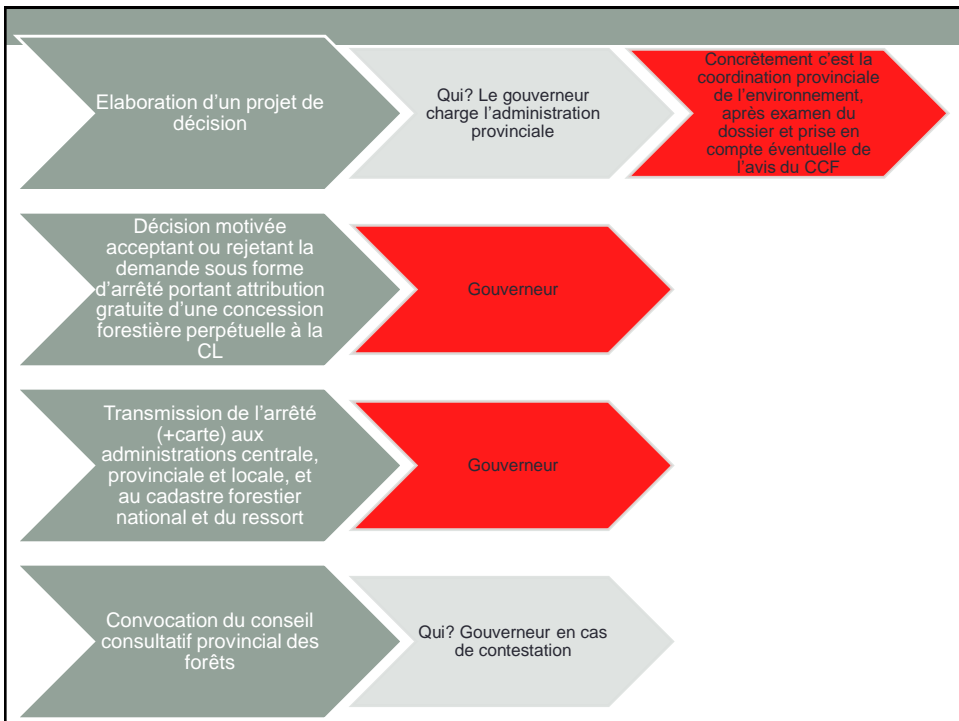 Elaboration d'un projet de
décision
Qui? Le gouverneur
charge l'administration
provinciale
Concrètement c'est la
coordination provinciale
de l'environnement,
après examen du
dossier et prise en
compte éventuelle de
l'avis du CCF
Décision motivée
acceptant ou rejetant la
demande sous forme
d'arrêté portant attribution
gratuite d'une concession
forestière perpétuelle à la
CL
Gouverneur
Transmission de l'arrêté
(+carte) aux
administrations centrale,
provinciale et locale, et
au cadastre forestier
national et du ressort
Gouverneur
Convocation du conseil
consultatif provincial des
forêts
Qui? Gouverneur en cas
de contestation